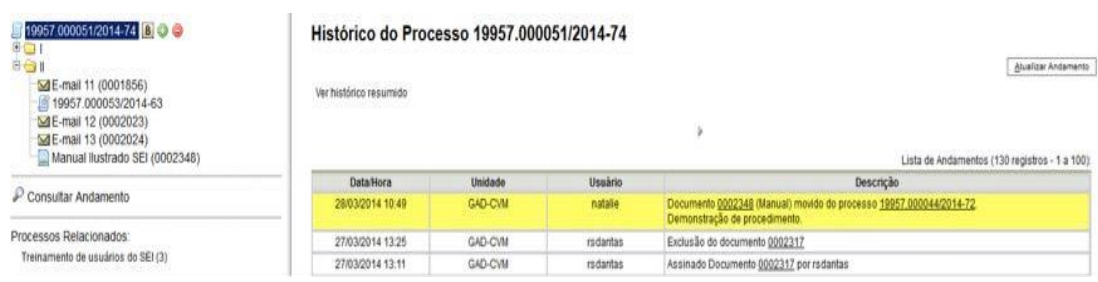 19957.000051/2014-74
I
II
E-mail 11 (0001856)
19957.000053/2014-63
E-mail 12 (0002023)
E-mail 13 (0002024)
Manual Ilustrado SEI (0002348)
Consultar Andamento
Processos Relacionados:
Treinamento de usuários do SEI (3)
Histórico do Processo 19957.000051/2014-74
Atualizar Andamento
Ver histórico resumido
Lista de Andamentos (130 registros - 1 a 100):
Data/Hora Unidade Usuário Descrição
28/03/2014 10:49 GAD-CVM natalie Documento 0002348 (Manual) movido do processo 19957.000044/2014-72.
Demonstração de procedimento.
27/03/2014 13:25 GAD-CVM rsdantas Exclusão do documento 0002317
27/03/2014 13:11 GAD-CVM rsdantas Assinado Documento 0002317 por rsdantas